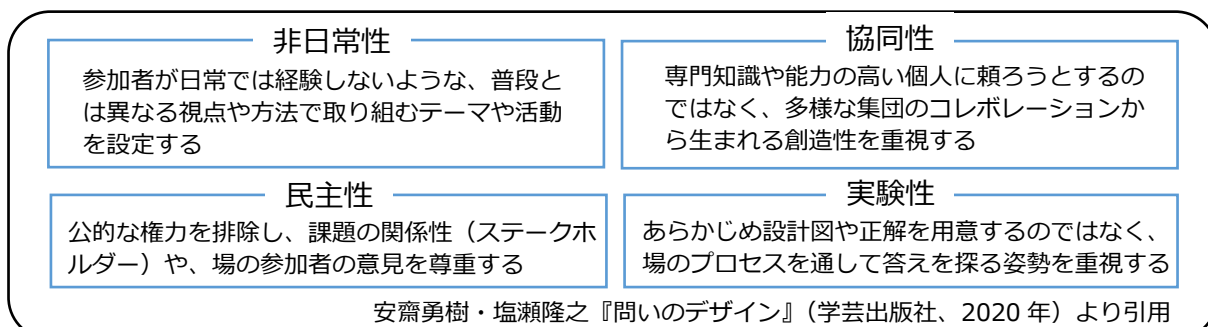 非日常性
参加者が日常では経験しないような、普段と
は異なる視点や方法で取り組むテーマや活動
を設定する
協同性
専門知識や能力の高い個人に頼ろうとするの
ではなく、多様な集団のコレボレーションか
ら生まれる創造性を重視する
民主性
公的な権力を排除し、課題の関係性（ステークホ
ルダー）や、場の参加者の意見を尊重する
実験性
あらかじめ設計図や正解を用意するのではなく、
場のプロセスを通して答えを探る姿勢を重視する
安齋勇樹・塩瀬隆之『問いのデザイン』（学芸出版社、2020 年）より引用